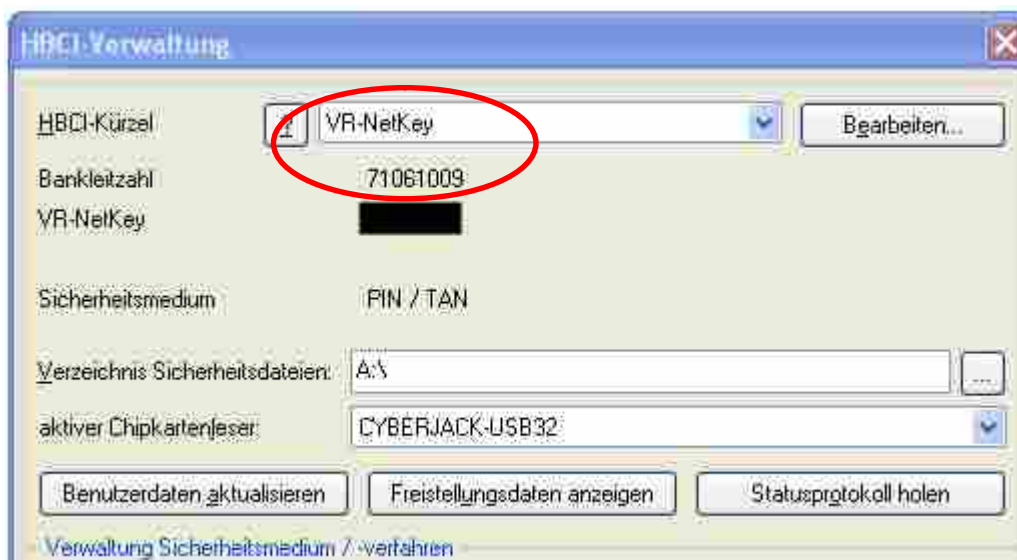 HBCI-Verwaltung
HBCI-Kürzel ? VR-NetKey Bearbeiten...
Bankleitzahl 71061009
VR-NetKey
Sicherheitsmedium PIN / TAN
Verzeichnis Sicherheitsdateien: A:\ ...
aktiver Chipkartenleser: CYBERJACK-USB32
Benutzerdaten aktualisieren Freistellungsdaten anzeigen Statusprotokoll holen
Verwaltung Sicherheitsmedium / -verfahren